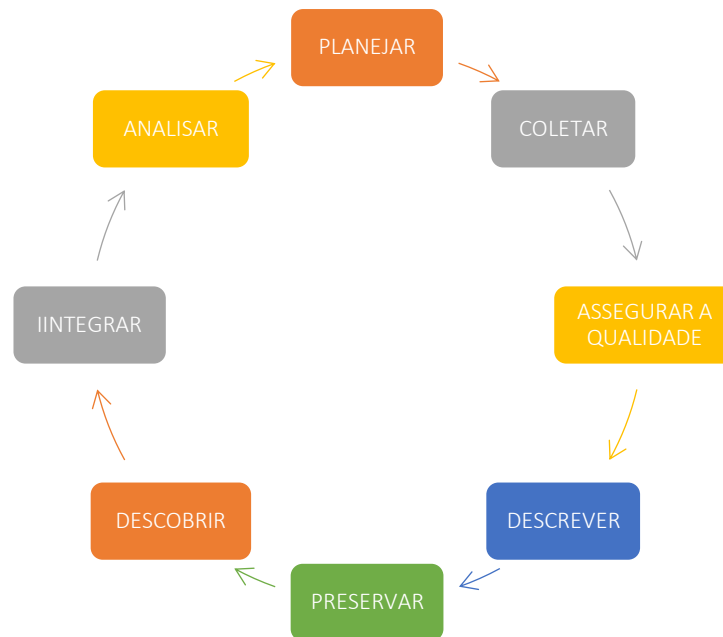 PLANEJAR
COLETAR
ASSEGURAR A
QUALIDADE
DESCREVER
PRESERVAR
DESCOBRIR
IINTEGRAR
ANALISAR